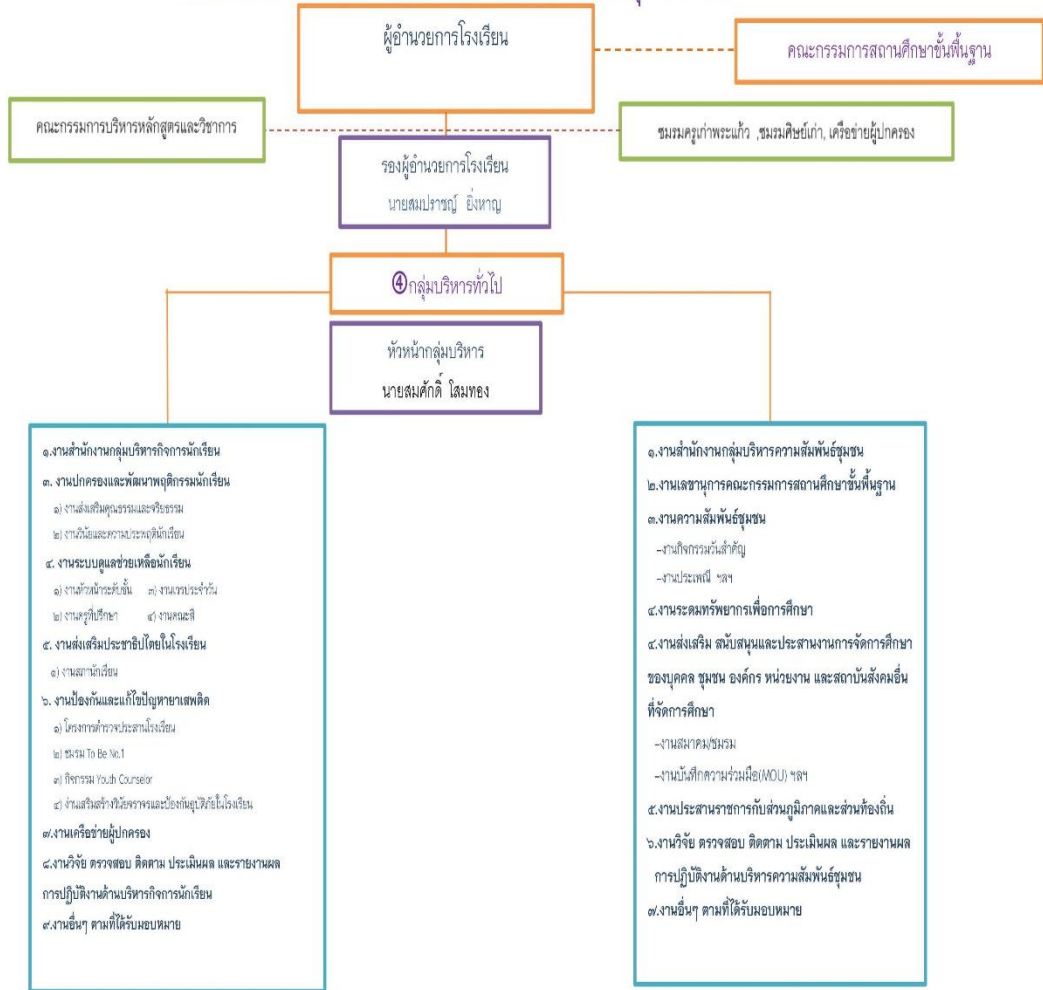 ผู้อำนวยการโรงเรียน
คณะกรรมการสถานศึกษาขั้นพื้นฐาน
คณะกรรมการบริหารหลักสูตรและวิชาการ
ชมรมครูเก่าพระแก้ว ,ชมรมศิษย์เก่า, เครือข่ายผู้ปกครอง
รองผู้อำนวยการโรงเรียน
นายสมปราชญ์ ยิ่งหาญ
④กลุ่มบริหารทั่วไป
หัวหน้ากลุ่มบริหาร
นายสมศักดิ์ โสมทอง
๑.งานสำนักงานกลุ่มบริหารกิจการนักเรียน
๓. งานปกครองและพัฒนาพฤติกรรมนักเรียน
๑) งานส่งเสริมคุณธรรมและจริยธรรม
๒) งานวินัยและความประพฤตินักเรียน
๔. งานระบบดูแลช่วยเหลือนักเรียน
๑) งานหัวหน้าระดับชั้น ๓) งานเวรประจำวัน
๒) งานครูที่ปรึกษา ๔) งานคณะสี
๕. งานส่งเสริมประชาธิปไตยในโรงเรียน
๑) งานสภานักเรียน
๖. งานป้องกันและแก้ไขปัญหายาเสพติด
๑) โครงการตำรวจประสานโรงเรียน
๒) ชมรม To Be No.1
๓) กิจกรรม Youth Counselor
๔) งานเสริมสร้างวินัยจราจรและป้องกันอุบัติภัยในโรงเรียน
๗.งานเครือข่ายผู้ปกครอง
๘.งานวิจัย ตรวจสอบ ติดตาม ประเมินผล และรายงานผล
การปฏิบัติงานด้านบริหารกิจการนักเรียน
๙.งานอื่นๆ ตามที่ได้รับมอบหมาย
๑.งานสำนักงานกลุ่มบริหารความสัมพันธ์ชุมชน
๒.งานเลขานุการคณะกรรมการสถานศึกษาขั้นพื้นฐาน
๓.งานความสัมพันธ์ชุมชน
-งานกิจกรรมวันสำคัญ
-งานประเพณี ฯลฯ
๔.งานระดมทรัพยากรเพื่อการศึกษา
๔.งานส่งเสริม สนับสนุนและประสานงานการจัดการศึกษา
ของบุคคล ชุมชน องค์กร หน่วยงาน และสถาบันสังคมอื่น
ที่จัดการศึกษา
-งานสมาคม/ชมรม
-งานบันทึกความร่วมมือ(MOU) ฯลฯ
๕.งานประสานราชการกับส่วนภูมิภาคและส่วนท้องถิ่น
๖.งานวิจัย ตรวจสอบ ติดตาม ประเมินผล และรายงานผล
การปฏิบัติงานด้านบริหารความสัมพันธ์ชุมชน
๗.งานอื่นๆ ตามที่ได้รับมอบหมาย